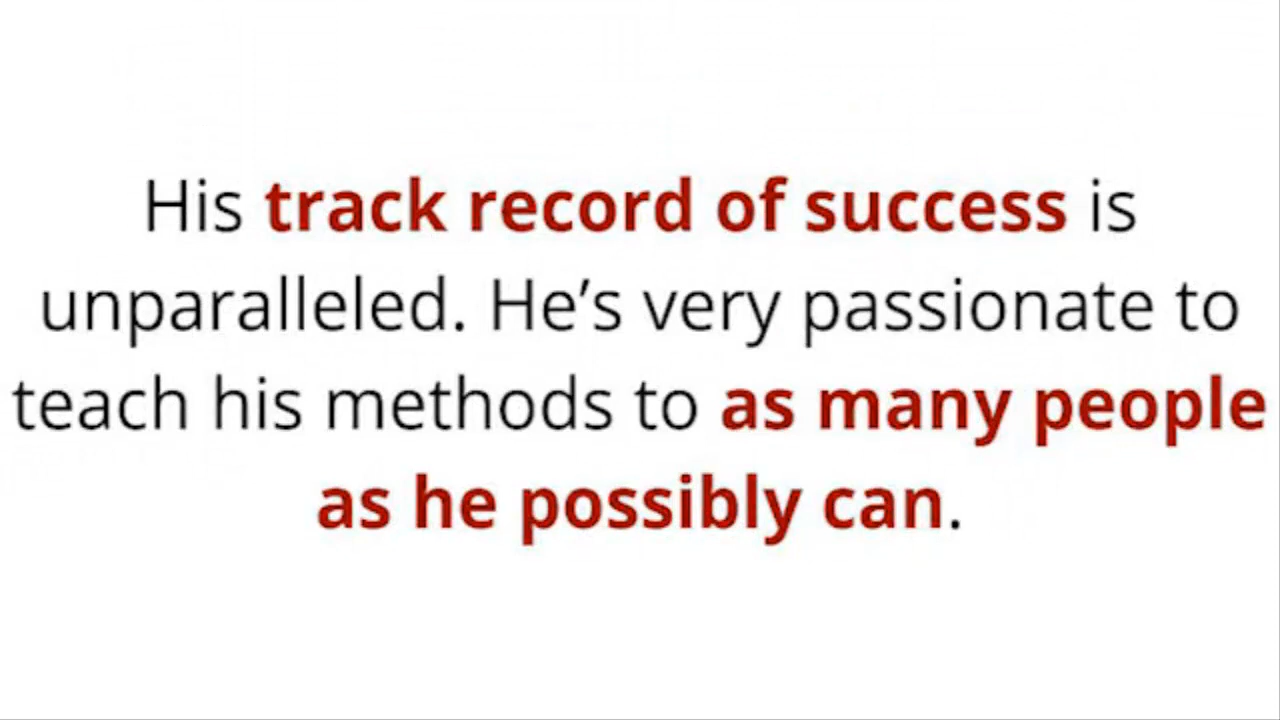 His track record of success is
unparalleled. He’s very passionate to
teach his methods to as many people
as he possibly can.